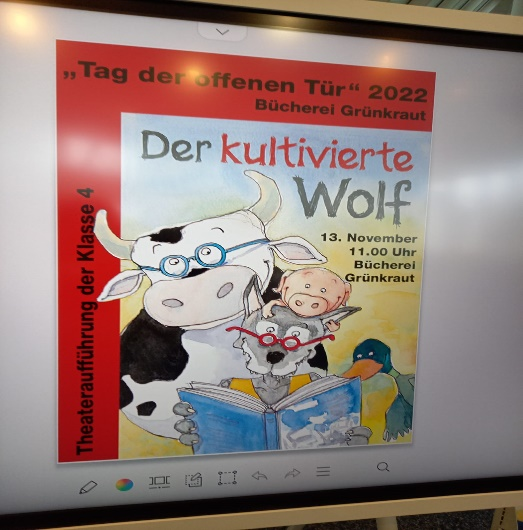 „Tag der offenen Tür“ 2022
Bücherei Grünkraut
Der kultivierte
Wolf
13. November
11.00 Uhr
Bücherei
Grünkraut
Theateraufführung der Klasse 4